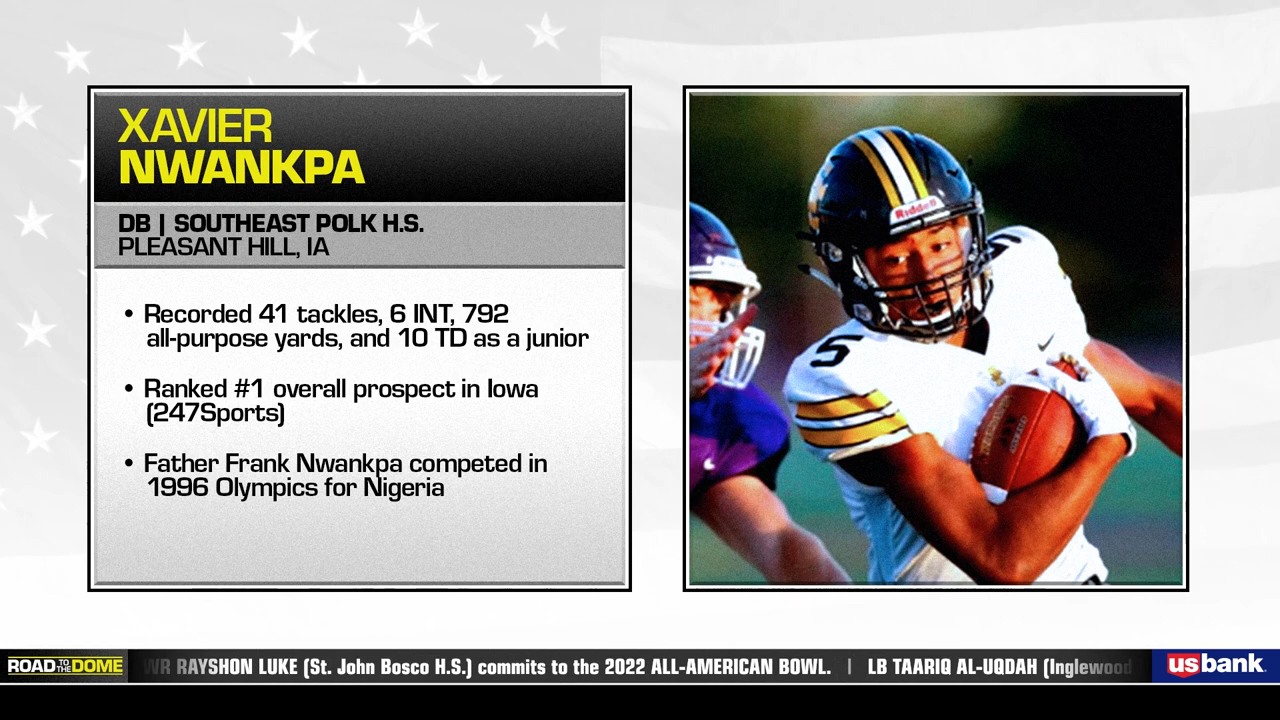 XAVIER
NWANKPA
DB | SOUTHEAST POLK H.S.
PLEASANT HILL, IA
• Recorded 41 tackles, 6 INT, 792
all-purpose yards, and 10 TD as a junior
• Ranked #1 overall prospect in Iowa
(247Sports)
• Father Frank Nwankpa competed in
1996 Olympics for Nigeria
Riddell
5
ROAD TO THE DOME
WR RAYSHON LUKE (St. John Bosco H.S.) commits to the 2022 ALL-AMERICAN BOWL. | LB TAARIQ AL-UQDAH (Inglewood
usbank